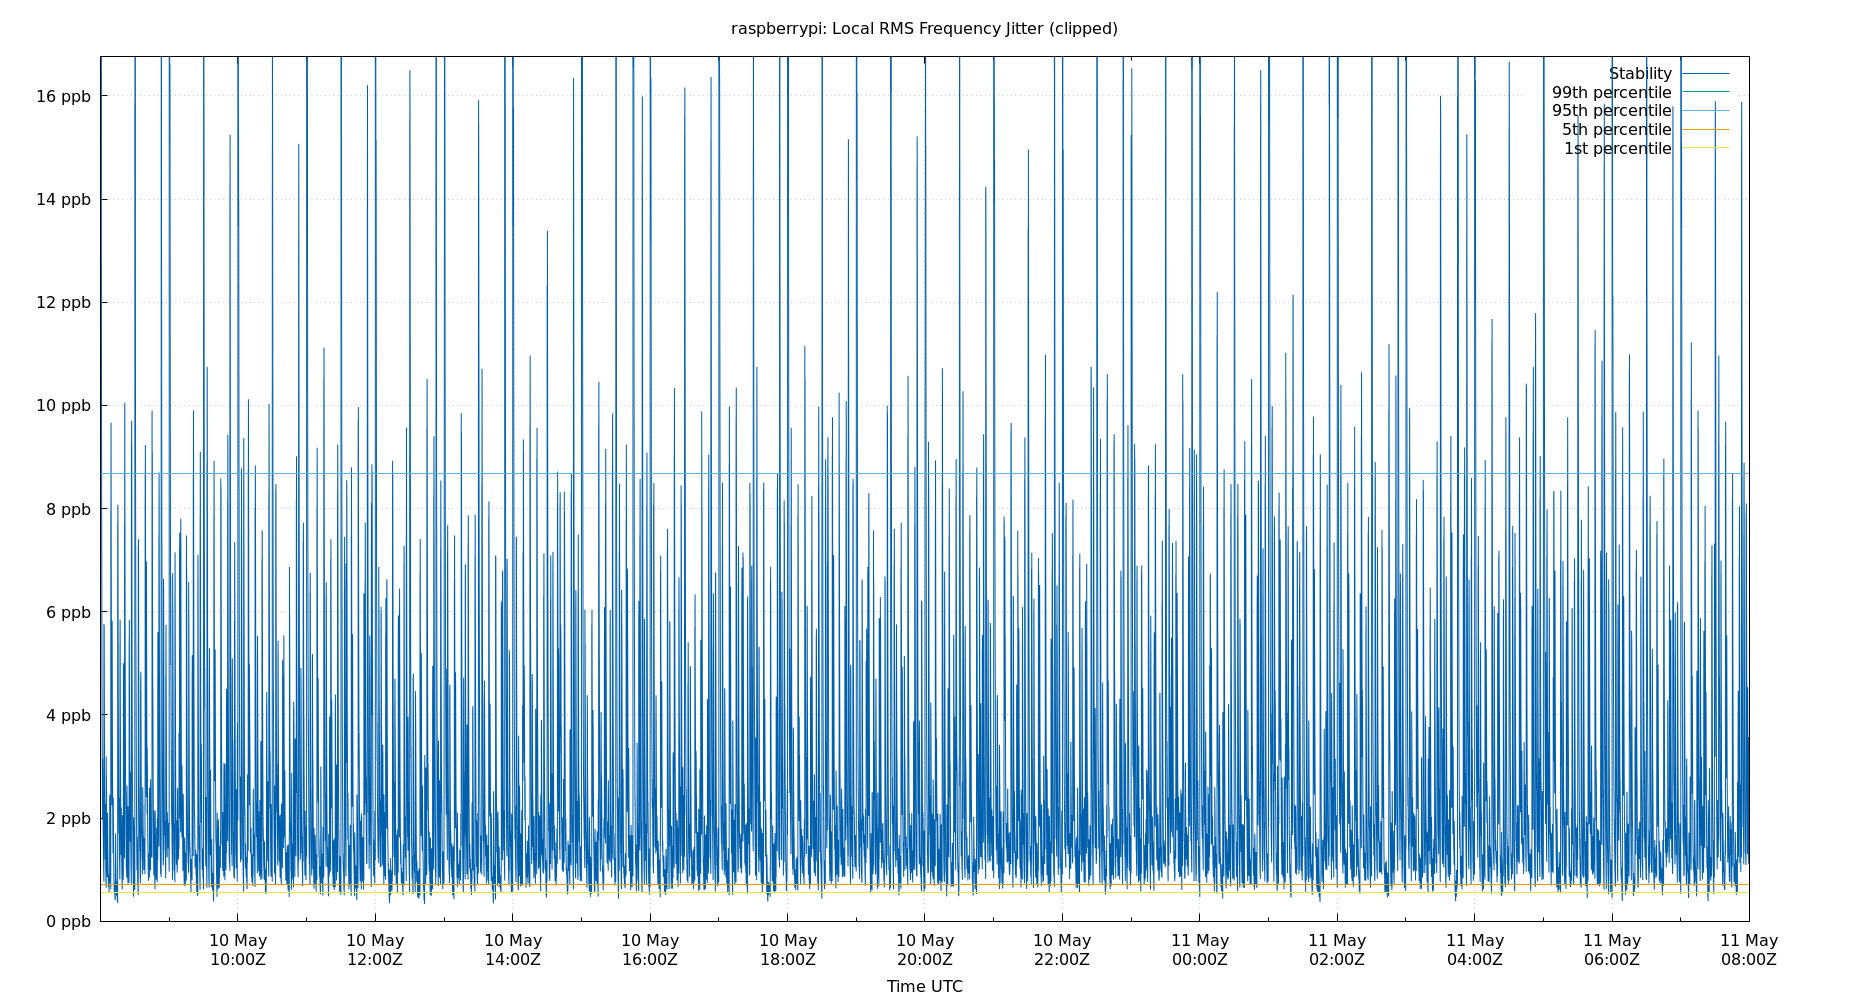 raspberrypi: Local RMS Frequency Jitter (clipped)
Stability
99th percentile
95th percentile
5th percentile
1st percentile
16 ppb
14 ppb
12 ppb
10 ppb
8 ppb
6 ppb
4 ppb
2 ppb
0 ppb
10 May 10 May 10 May 10 May 10 May 10 May 10 May 11 May 11 May 11 May 11 May 11 May
10:00Z 12:00Z 14:00Z 16:00Z 18:00Z 20:00Z 22:00Z 00:00Z 02:00Z 04:00Z 06:00Z 08:00Z
Time UTC